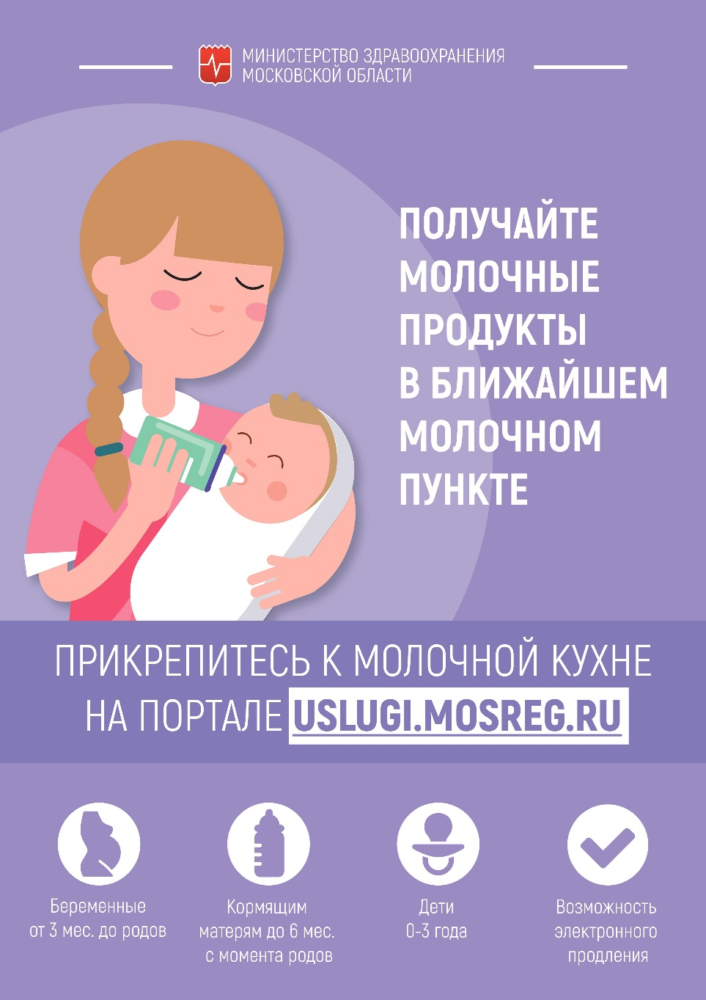 МИНИСТЕРСТВО ЗДРАВООХРАНЕНИЯ
МОСКОВСКОЙ ОБЛАСТИ
ПОЛУЧАЙТЕ
МОЛОЧНЫЕ
ПРОДУКТЫ
В БЛИЖАЙШЕМ
МОЛОЧНОМ
ПУНКТЕ
ПРИКРЕПИТЕСЬ К МОЛОЧНОЙ КУХНЕ
НА ПОРТАЛЕ USLUGI.MOSREG.RU
Беременные
от 3 мес. до родов
Кормящим
матерям до 6 мес.
с момента родов
Дети
0-3 года
Возможность
электронного
продления